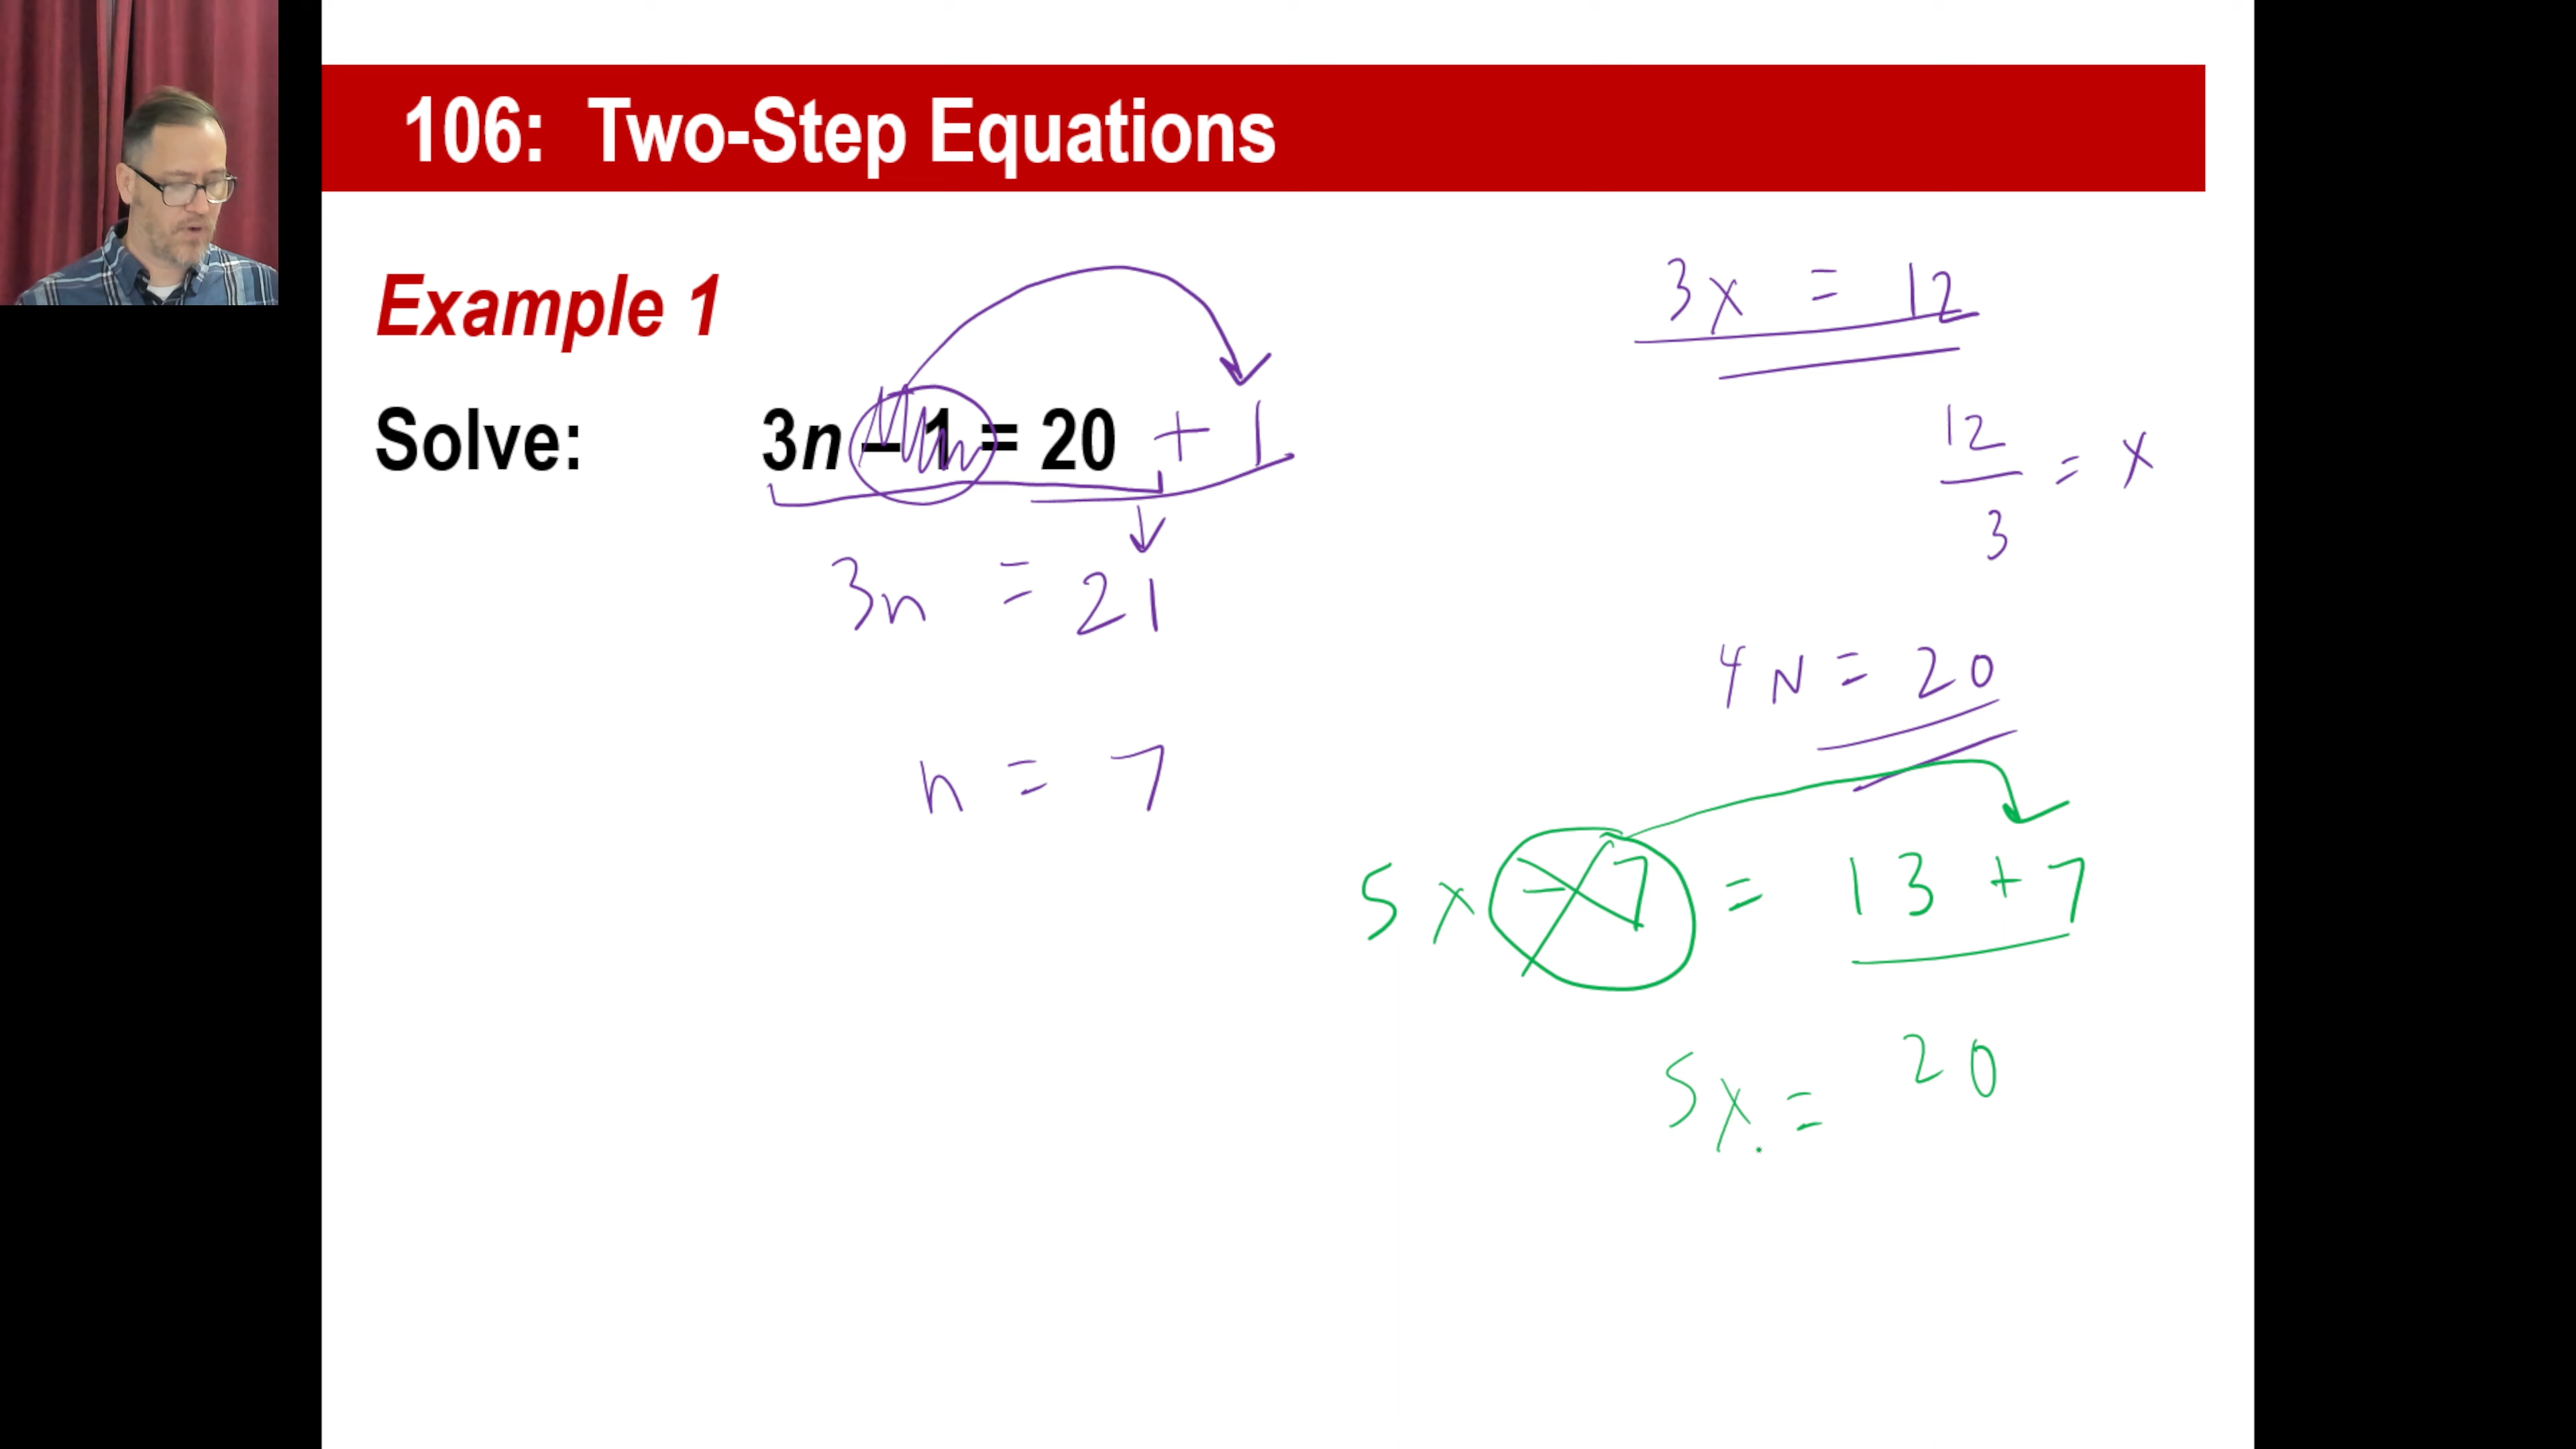 106: Two-Step Equations
Example 1
Solve: 3n – 1 = 20 + 1
3n = 21
n = 7
3x = 12
12/3 = x
4N = 20
5x - 7 = 13 + 7
5x. = 20